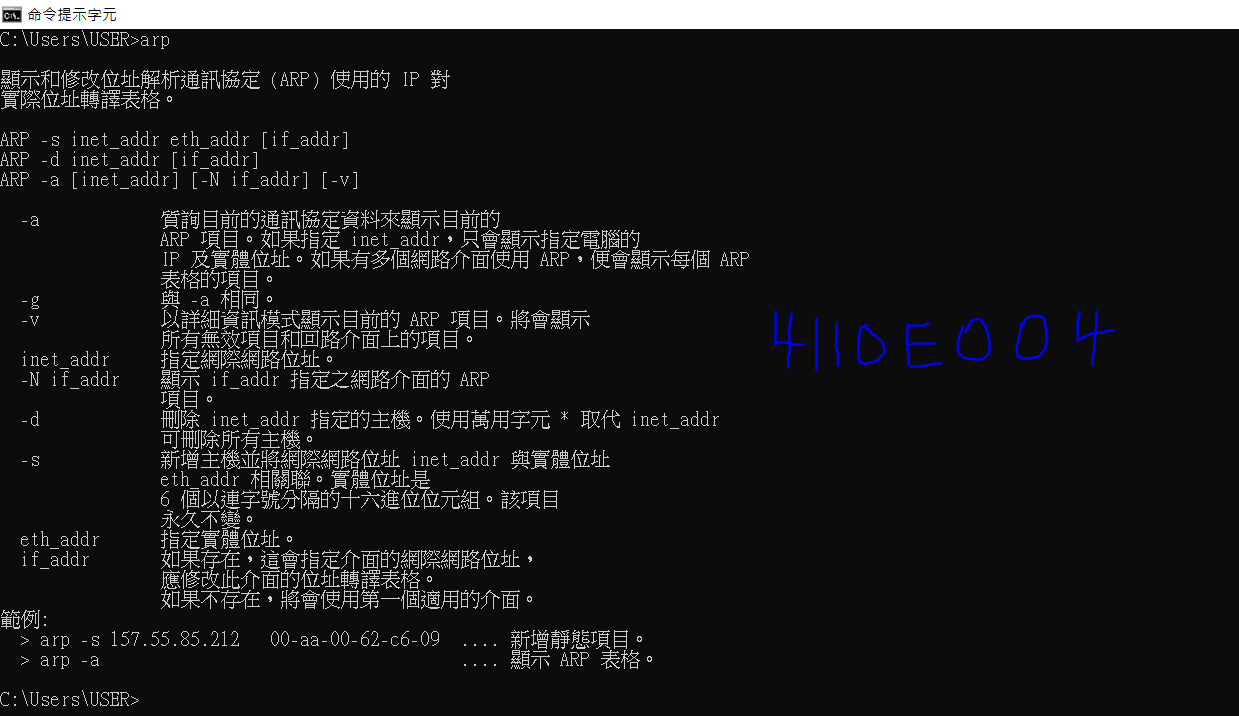 命令提示字元
C:\Users\USER>arp
顯示和修改位址解析通訊協定 (ARP) 使用的 IP 對
實際位址轉譯表格。
ARP -s inet_addr eth_addr [if_addr]
ARP -d inet_addr [if_addr]
ARP -a [inet_addr] [-N if_addr] [-v]
-a 質詢目前的通訊協定資料來顯示目前的
ARP 項目。如果指定 inet_addr，只會顯示指定電腦的
IP 及實體位址。如果有多個網路介面使用 ARP，便會顯示每個 ARP
表格的項目。
-g 與 -a 相同。
-v 以詳細資訊模式顯示目前的 ARP 項目。將會顯示
所有無效項目和回路介面上的項目。
inet_addr 指定網際網路位址。
-N if_addr 顯示 if_addr 指定之網路介面的 ARP
項目。
-d 刪除 inet_addr 指定的主機。使用萬用字元 * 取代 inet_addr
可刪除所有主機。
-s 新增主機並將網際網路位址 inet_addr 與實體位址
eth_addr 相關聯。實體位址是
6 個以連字號分隔的十六進位位元組。該項目
永久不變。
eth_addr 指定實體位址。
if_addr 如果存在，這會指定介面的網際網路位址，
應修改此介面的位址轉譯表格。
如果不存在，將會使用第一個適用的介面。
範例:
> arp -s 157.55.85.212 00-aa-00-62-c6-09 .... 新增靜態項目。
> arp -a .... 顯示 ARP 表格。
C:\Users\USER>
411DE004